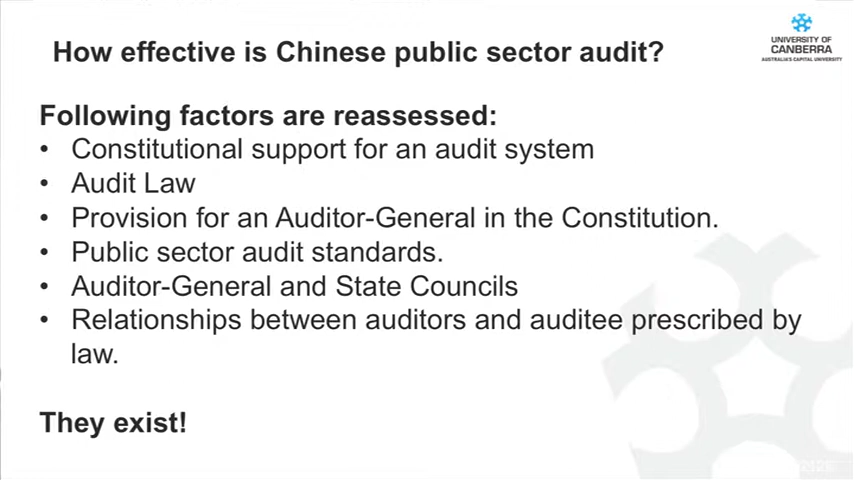 How effective is Chinese public sector audit?
UNIVERSITY OF
CANBERRA
AUSTRALIA'S CAPITAL UNIVERSITY
Following factors are reassessed:
• Constitutional support for an audit system
• Audit Law
• Provision for an Auditor-General in the Constitution.
• Public sector audit standards.
• Auditor-General and State Councils
• Relationships between auditors and auditee prescribed by
law.
They exist!